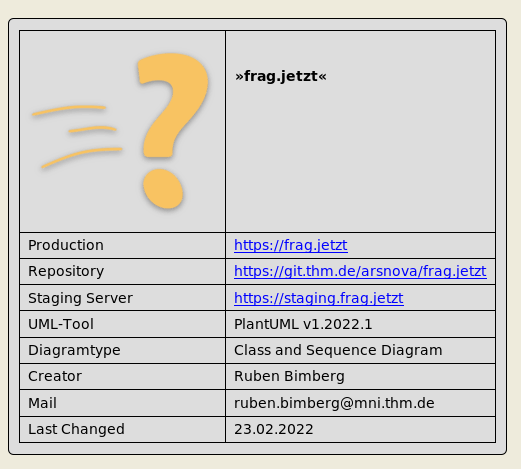 »frag.jetzt«
Production https://frag.jetzt
Repository https://git.thm.de/arsnova/frag.jetzt
Staging Server https://staging.frag.jetzt
UML-Tool PlantUML v1.2022.1
Diagramtype Class and Sequence Diagram
Creator Ruben Bimberg
Mail ruben.bimberg@mni.thm.de
Last Changed 23.02.2022